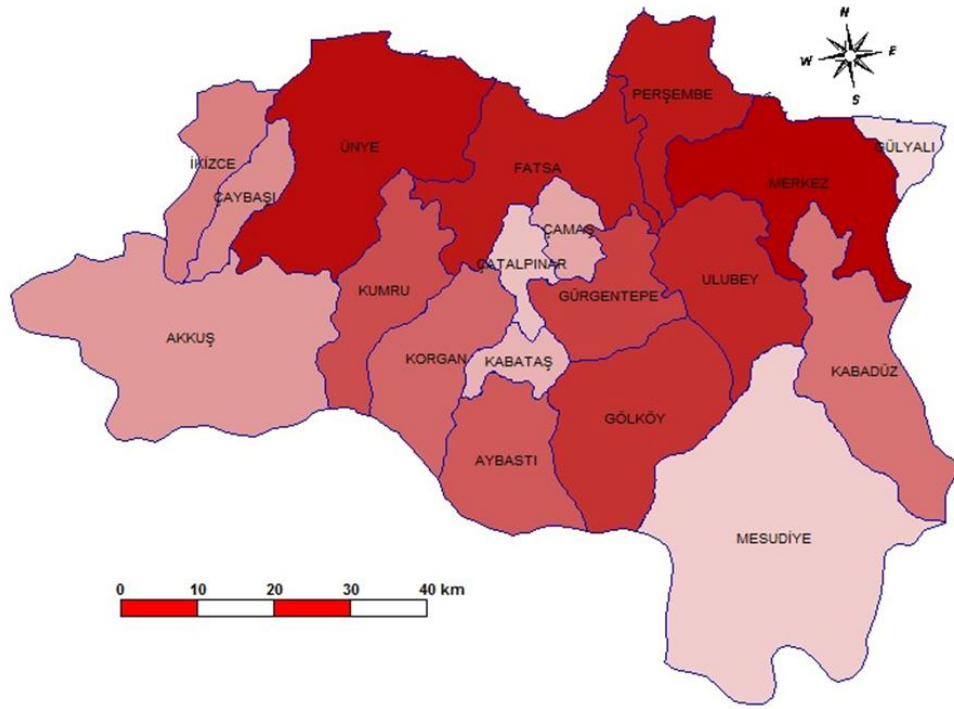 N
W E
S
PERŞEMBE
GÜLYALI
ÜNYE
İKİZCE
FATSA
MERKEZ
ÇAYBAŞI
ÇAMAŞ
ÇATALPINAR
ULUBEY
KUMRU
GÜRGENTEPE
AKKUŞ
KORGAN
KABATAŞ
KABADÜZ
GÖLKÖY
AYBASTI
MESUDİYE
0 10 20 30 40 km